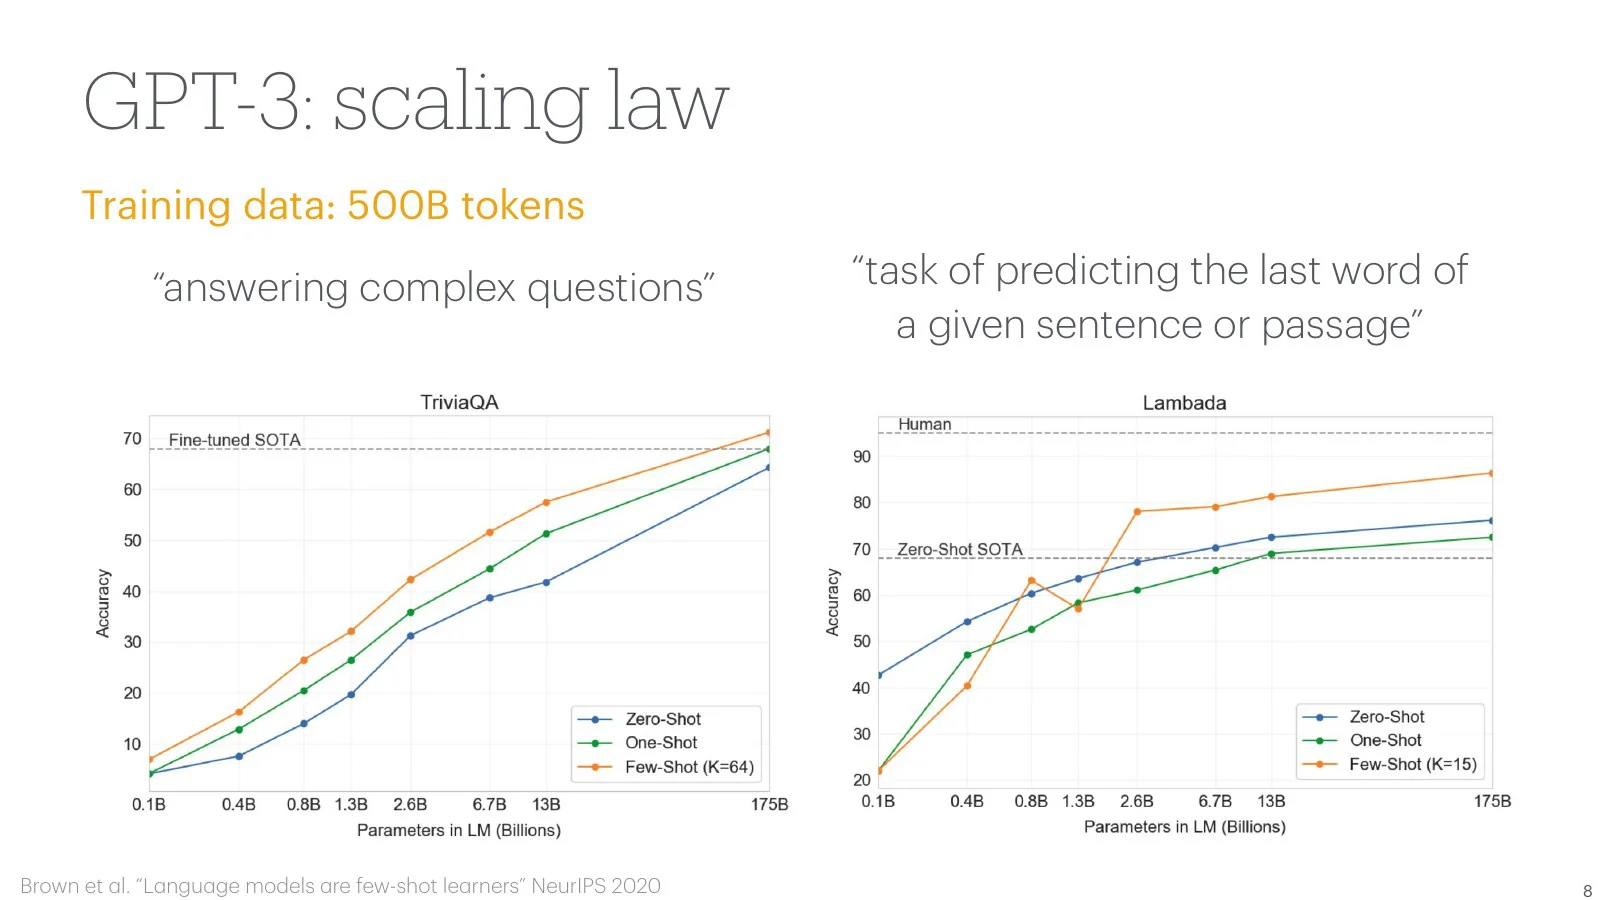 GPT-3: scaling law
Training data: 500B tokens
“answering complex questions”
“task of predicting the last word of
a given sentence or passage”
TriviaQA
Fine-tuned SOTA
70
60
50
40
30
20
10
Accuracy
Zero-Shot
One-Shot
Few-Shot (K=64)
0.1B 0.4B 0.8B 1.3B 2.6B 6.7B 13B 175B
Parameters in LM (Billions)
Lambada
Human
Zero-Shot SOTA
90
80
70
60
50
40
30
20
Accuracy
Zero-Shot
One-Shot
Few-Shot (K=15)
0.1B 0.4B 0.8B 1.3B 2.6B 6.7B 13B 175B
Parameters in LM (Billions)
Brown et al. “Language models are few-shot learners” NeurIPS 2020
8